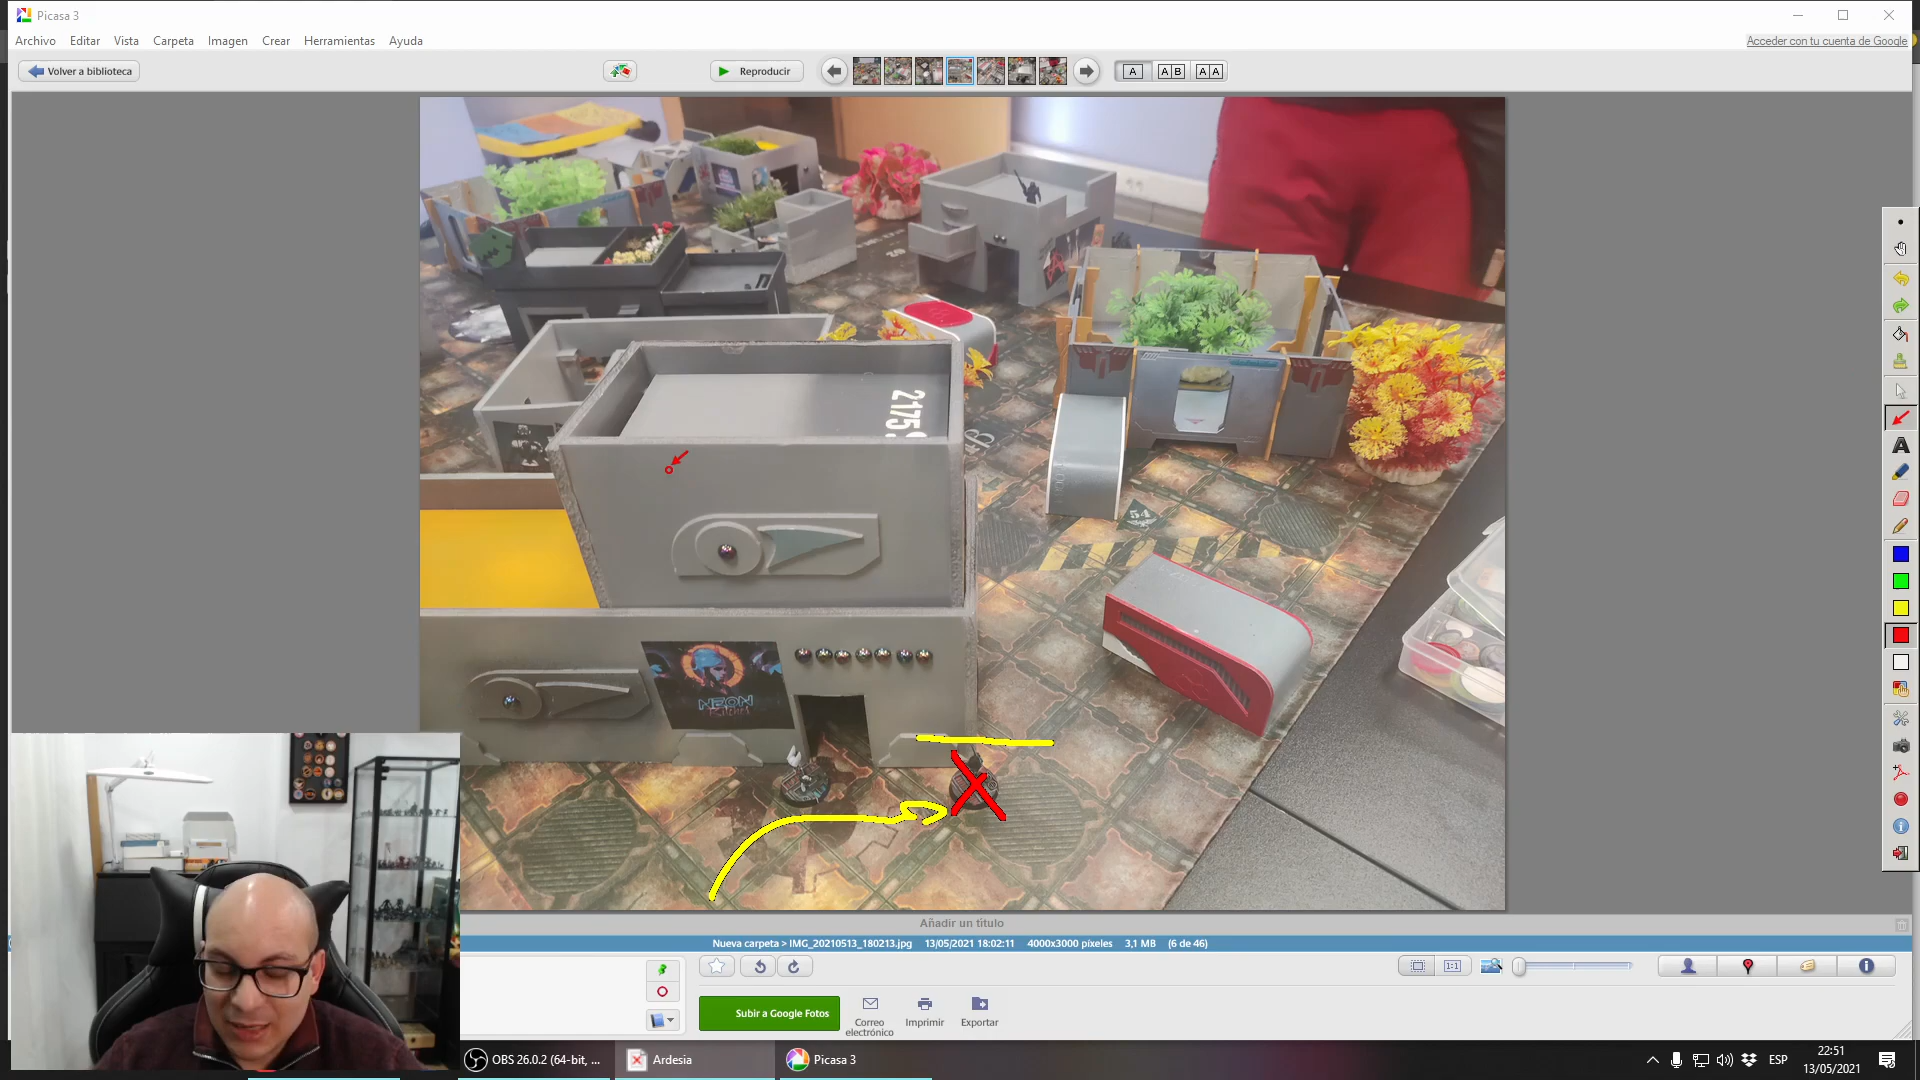 Picasa 3
Archivo Editar Vista Carpeta Imagen Crear Herramientas Ayuda
Acceder con tu cuenta de Google
Volver a biblioteca
Reproducir
A
A B
A A
2175
54
NEON
Añadir un título
Nueva carpeta > IMG_20210513_180213.jpg 13/05/2021 18:02:11 4000x3000 píxeles 3,1 MB (6 de 46)
1:1
Subir a Google Fotos
Correo electrónico
Imprimir
Exportar
OBS 26.0.2 (64-bit, ...
Ardesia
Picasa 3
ESP
22:51
13/05/2021